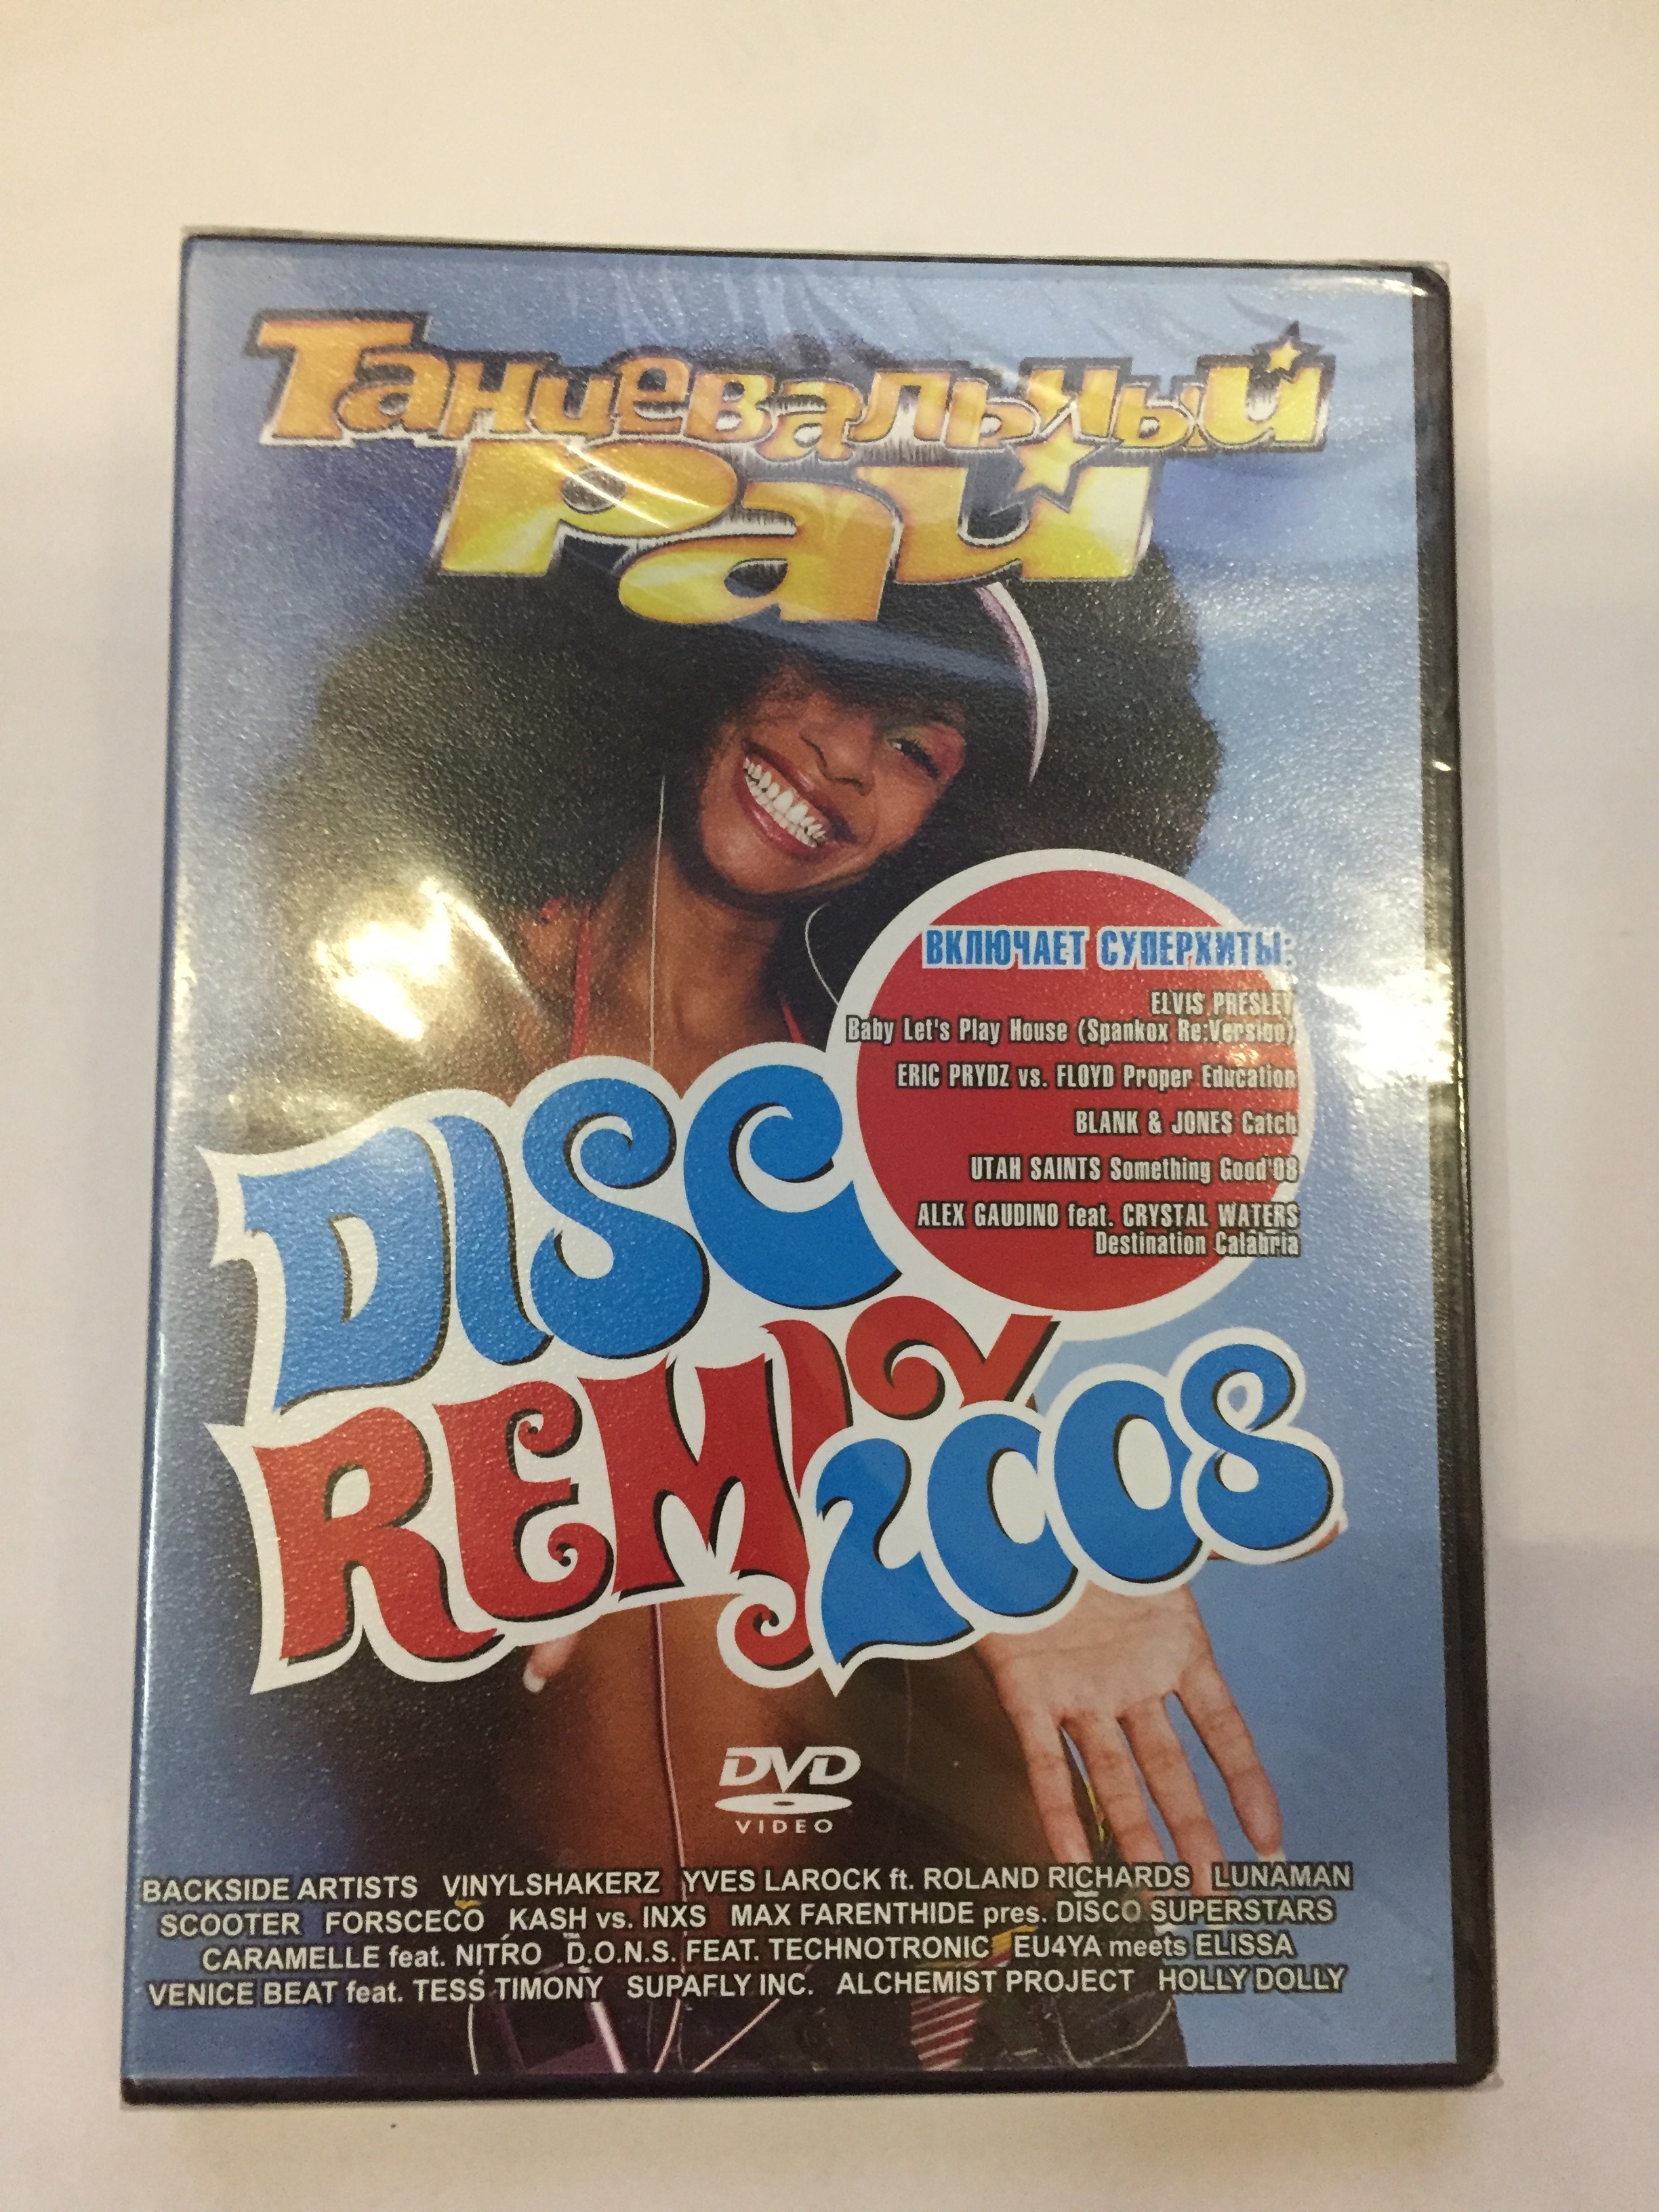 Танцевальный
Рай
ВКЛЮЧАЕТ СУПЕРХИТЫ:
ELVIS PRESLEY
Baby Let's Play House (Spankox Re:Version)
ERIC PRYDZ vs. FLOYD Proper Education
BLANK & JONES Catch
UTAH SAINTS Something Good'08
ALEX GAUDINO feat. CRYSTAL WATERS
Destination Calabria
DISCO
REMIX
2008
DVD
VIDEO
BACKSIDE ARTISTS VINYLSHAKERZ YVES LAROCK ft. ROLAND RICHARDS LUNAMAN
SCOOTER FORSCECO KASH vs. INXS MAX FARENTHIDE pres. DISCO SUPERSTARS
CARAMELLE feat. NITRO D.O.N.S. FEAT. TECHNOTRONIC EU4YA meets ELISSA
VENICE BEAT feat. TESS TIMONY SUPAFLY INC. ALCHEMIST PROJECT HOLLY DOLLY